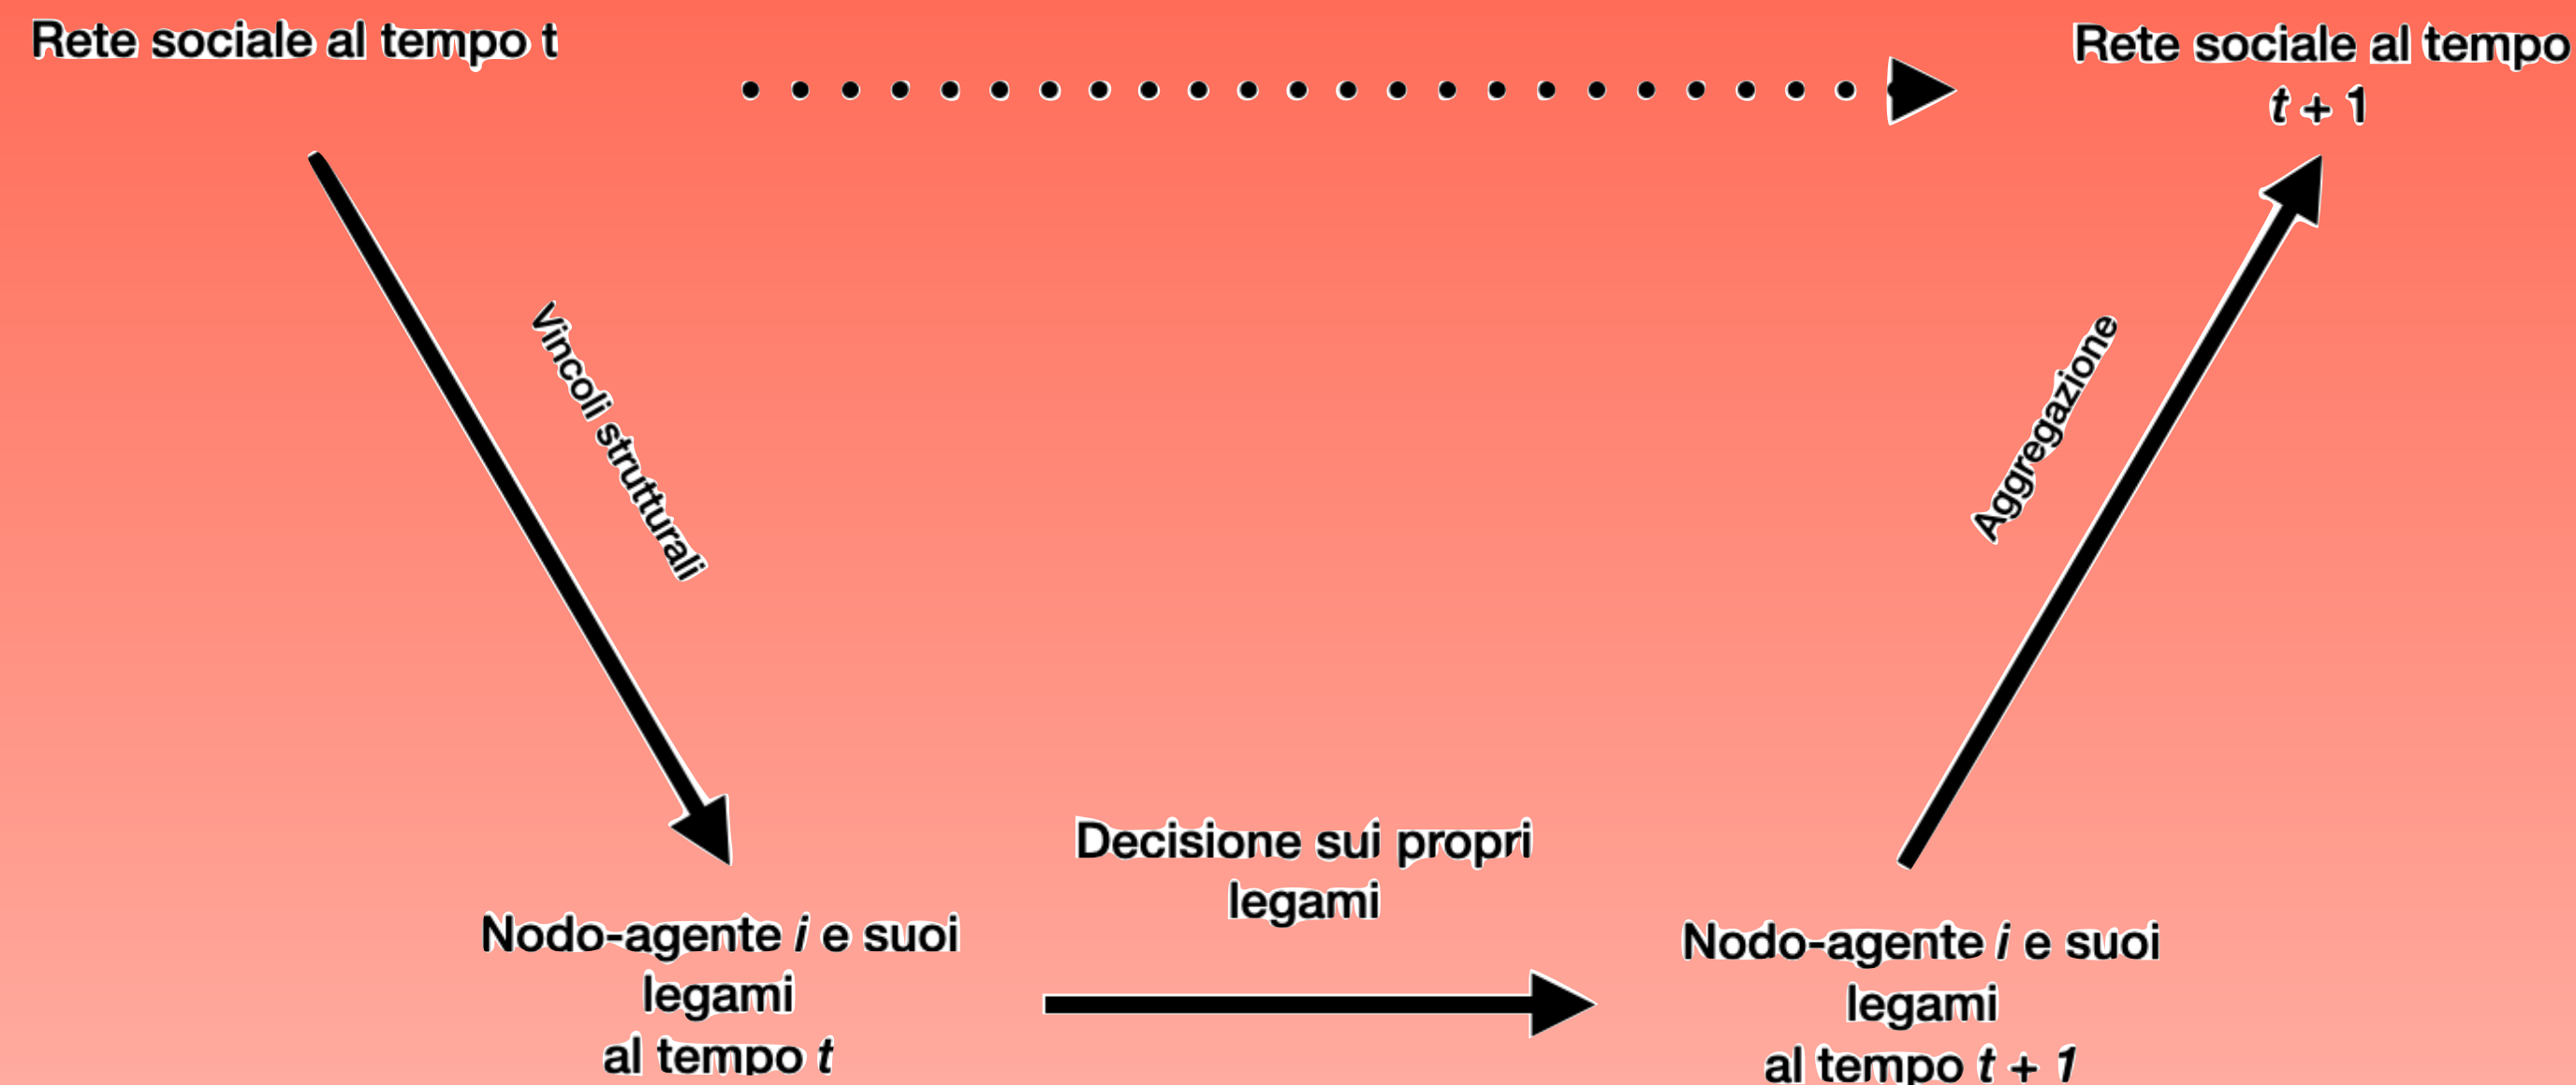 Rete sociale al tempo t
Rete sociale al tempo
t + 1
Vincoli strutturali
Aggregazione
Decisione sui propri
legami
Nodo-agente i e suoi
legami
al tempo t
Nodo-agente i e suoi
legami
al tempo t + 1